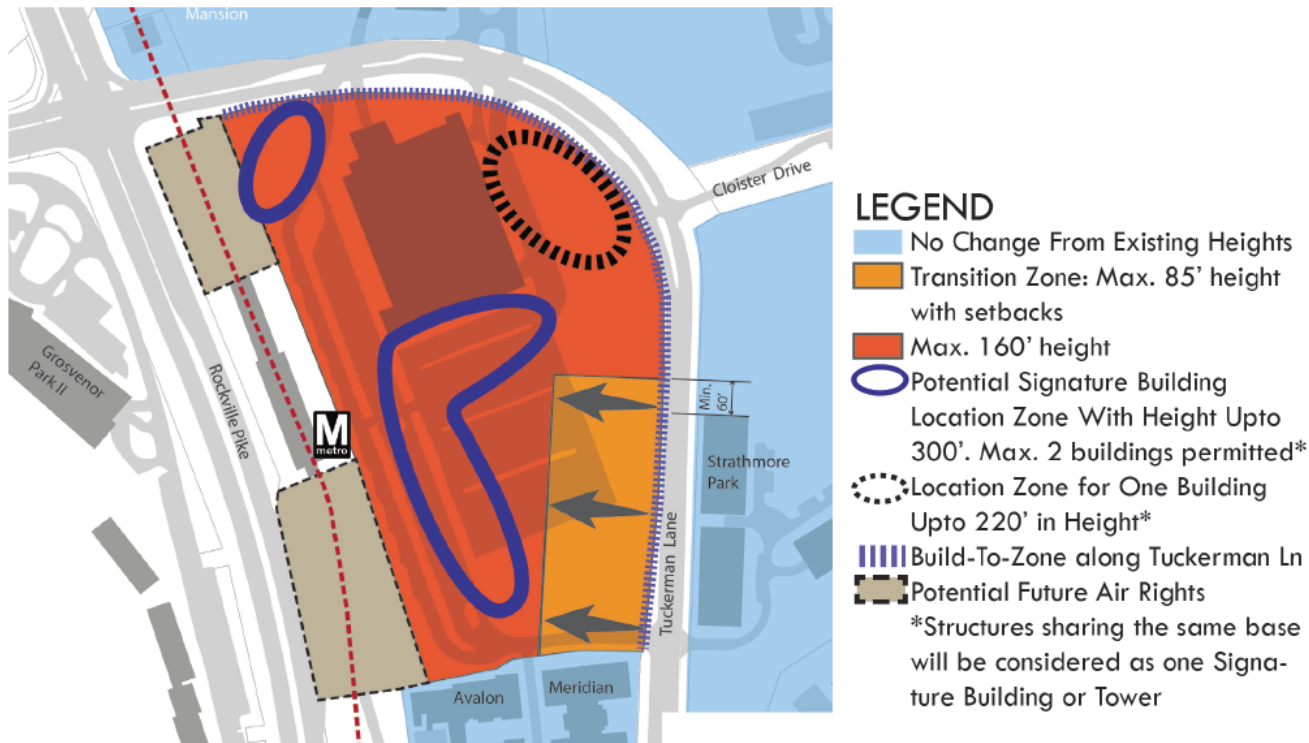 Mansion
Cloister Drive
Grosvenor
Park II
Rockville Pike
M
metro
Min.
60'
Strathmore
Park
Tuckerman Lane
Avalon
Meridian
LEGEND
No Change From Existing Heights
Transition Zone: Max. 85' height
with setbacks
Max. 160' height
Potential Signature Building
Location Zone With Height Upto
300'. Max. 2 buildings permitted*
Location Zone for One Building
Upto 220' in Height*
Build-To-Zone along Tuckerman Ln
Potential Future Air Rights
*Structures sharing the same base
will be considered as one Signa-
ture Building or Tower